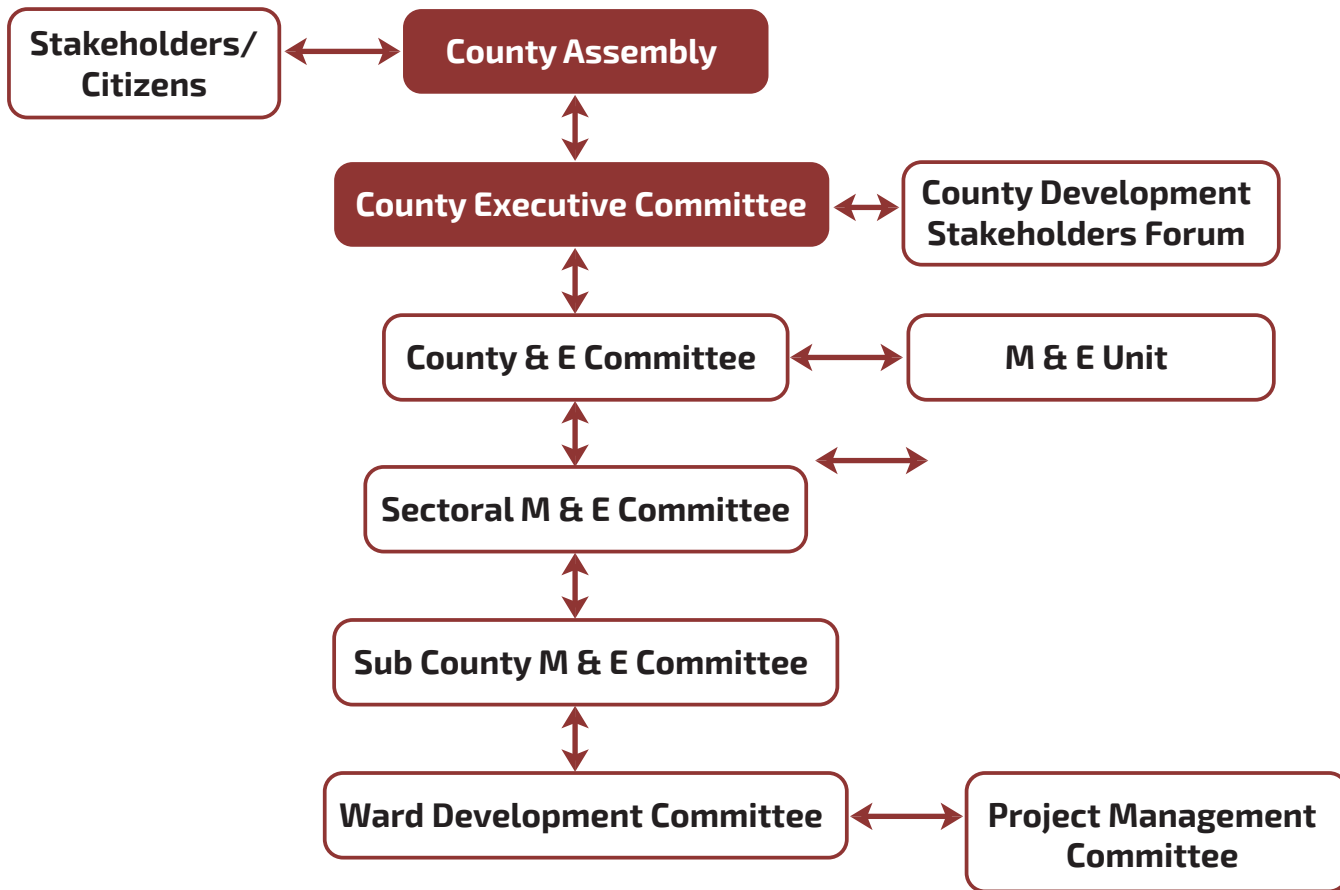 Stakeholders/
Citizens
County Assembly
County Executive Committee
County Development
Stakeholders Forum
County & E Committee
M & E Unit
Sectoral M & E Committee
Sub County M & E Committee
Ward Development Committee
Project Management
Committee